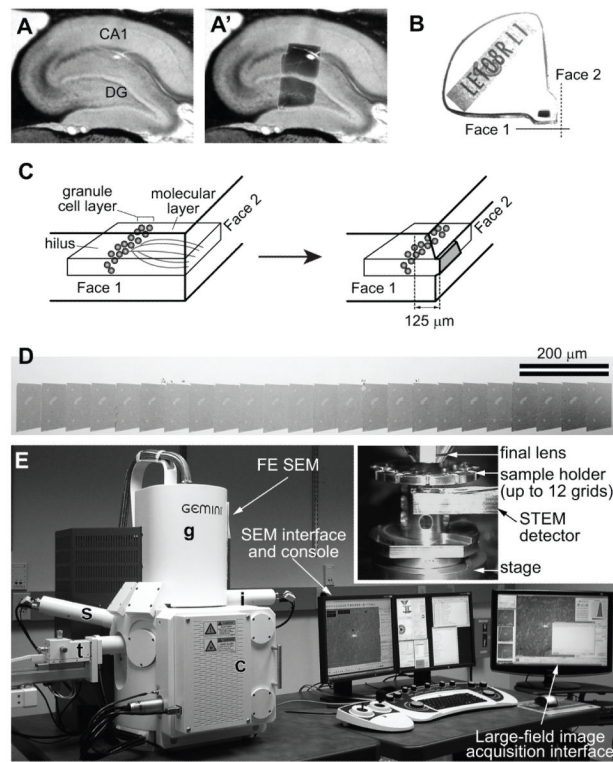 A
CA1
DG
A'
B
LE108R L1
Face 2
Face 1
C
granule
cell layer
molecular
layer
hilus
Face 1
Face 2
Face 1
Face 2
125 μm
D
200 μm
E
FE SEM
GEMINI
g
SEM interface
and console
s
i
t
c
final lens
sample holder
(up to 12 grids)
STEM
detector
stage
Large-field image
acquisition interface